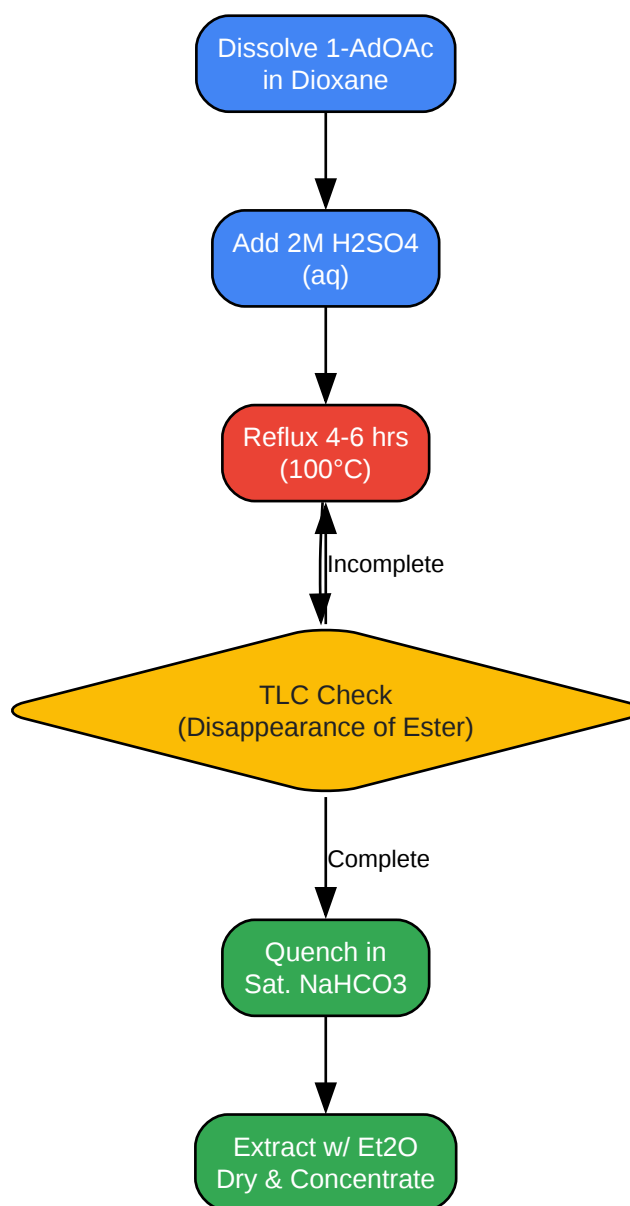 Dissolve 1-AdOAc
in Dioxane
Add 2M H2SO4
(aq)
Reflux 4-6 hrs
(100°C)
Incomplete
TLC Check
(Disappearance of Ester)
Complete
Quench in
Sat. NaHCO3
Extract w/ Et2O
Dry & Concentrate